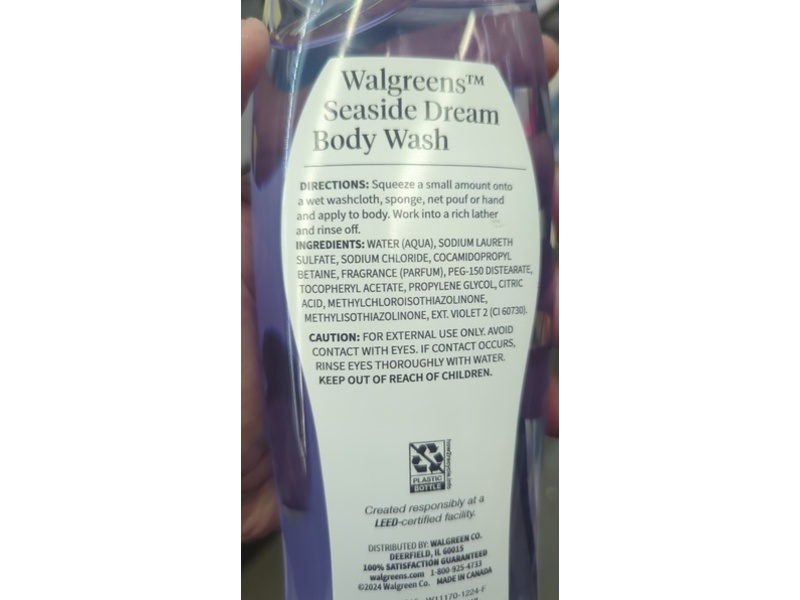 Walgreens™
Seaside Dream
Body Wash
DIRECTIONS: Squeeze a small amount onto
a wet washcloth, sponge, net pouf or hand
and apply to body. Work into a rich lather
and rinse off.
INGREDIENTS: WATER (AQUA), SODIUM LAURETH
SULFATE, SODIUM CHLORIDE, COCAMIDOPROPYL
BETAINE, FRAGRANCE (PARFUM), PEG-150 DISTEARATE,
TOCOPHERYL ACETATE, PROPYLENE GLYCOL, CITRIC
ACID, METHYLCHLOROISOTHIAZOLINONE,
METHYLISOTHIAZOLINONE, EXT. VIOLET 2 (CI 60730).
CAUTION: FOR EXTERNAL USE ONLY. AVOID
CONTACT WITH EYES. IF CONTACT OCCURS,
RINSE EYES THOROUGHLY WITH WATER.
KEEP OUT OF REACH OF CHILDREN.
PLASTIC
BOTTLE
how2recycle.info
Created responsibly at a
LEED-certified facility.
DISTRIBUTED BY: WALGREEN CO.
DEERFIELD, IL 60015
100% SATISFACTION GUARANTEED
walgreens.com 1-800-925-4733
©2024 Walgreen Co. MADE IN CANADA
W11170-1224-F